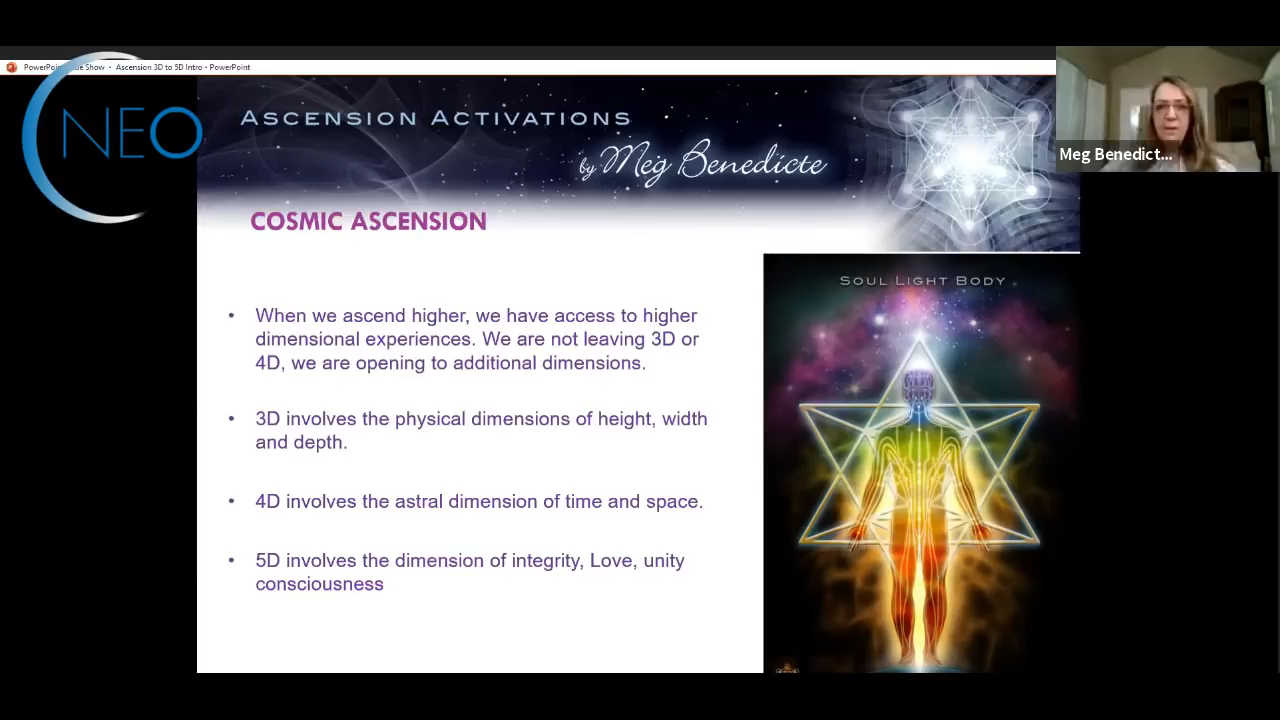 PowerPoint Slide Show - Ascension 3D to 5D Intro - PowerPoint
NEO
ASCENSION ACTIVATIONS
by Meg Benedicte
Meg Benedict...
COSMIC ASCENSION
SOUL LIGHT BODY
• When we ascend higher, we have access to higher
dimensional experiences. We are not leaving 3D or
4D, we are opening to additional dimensions.
• 3D involves the physical dimensions of height, width
and depth.
• 4D involves the astral dimension of time and space.
• 5D involves the dimension of integrity, Love, unity
consciousness